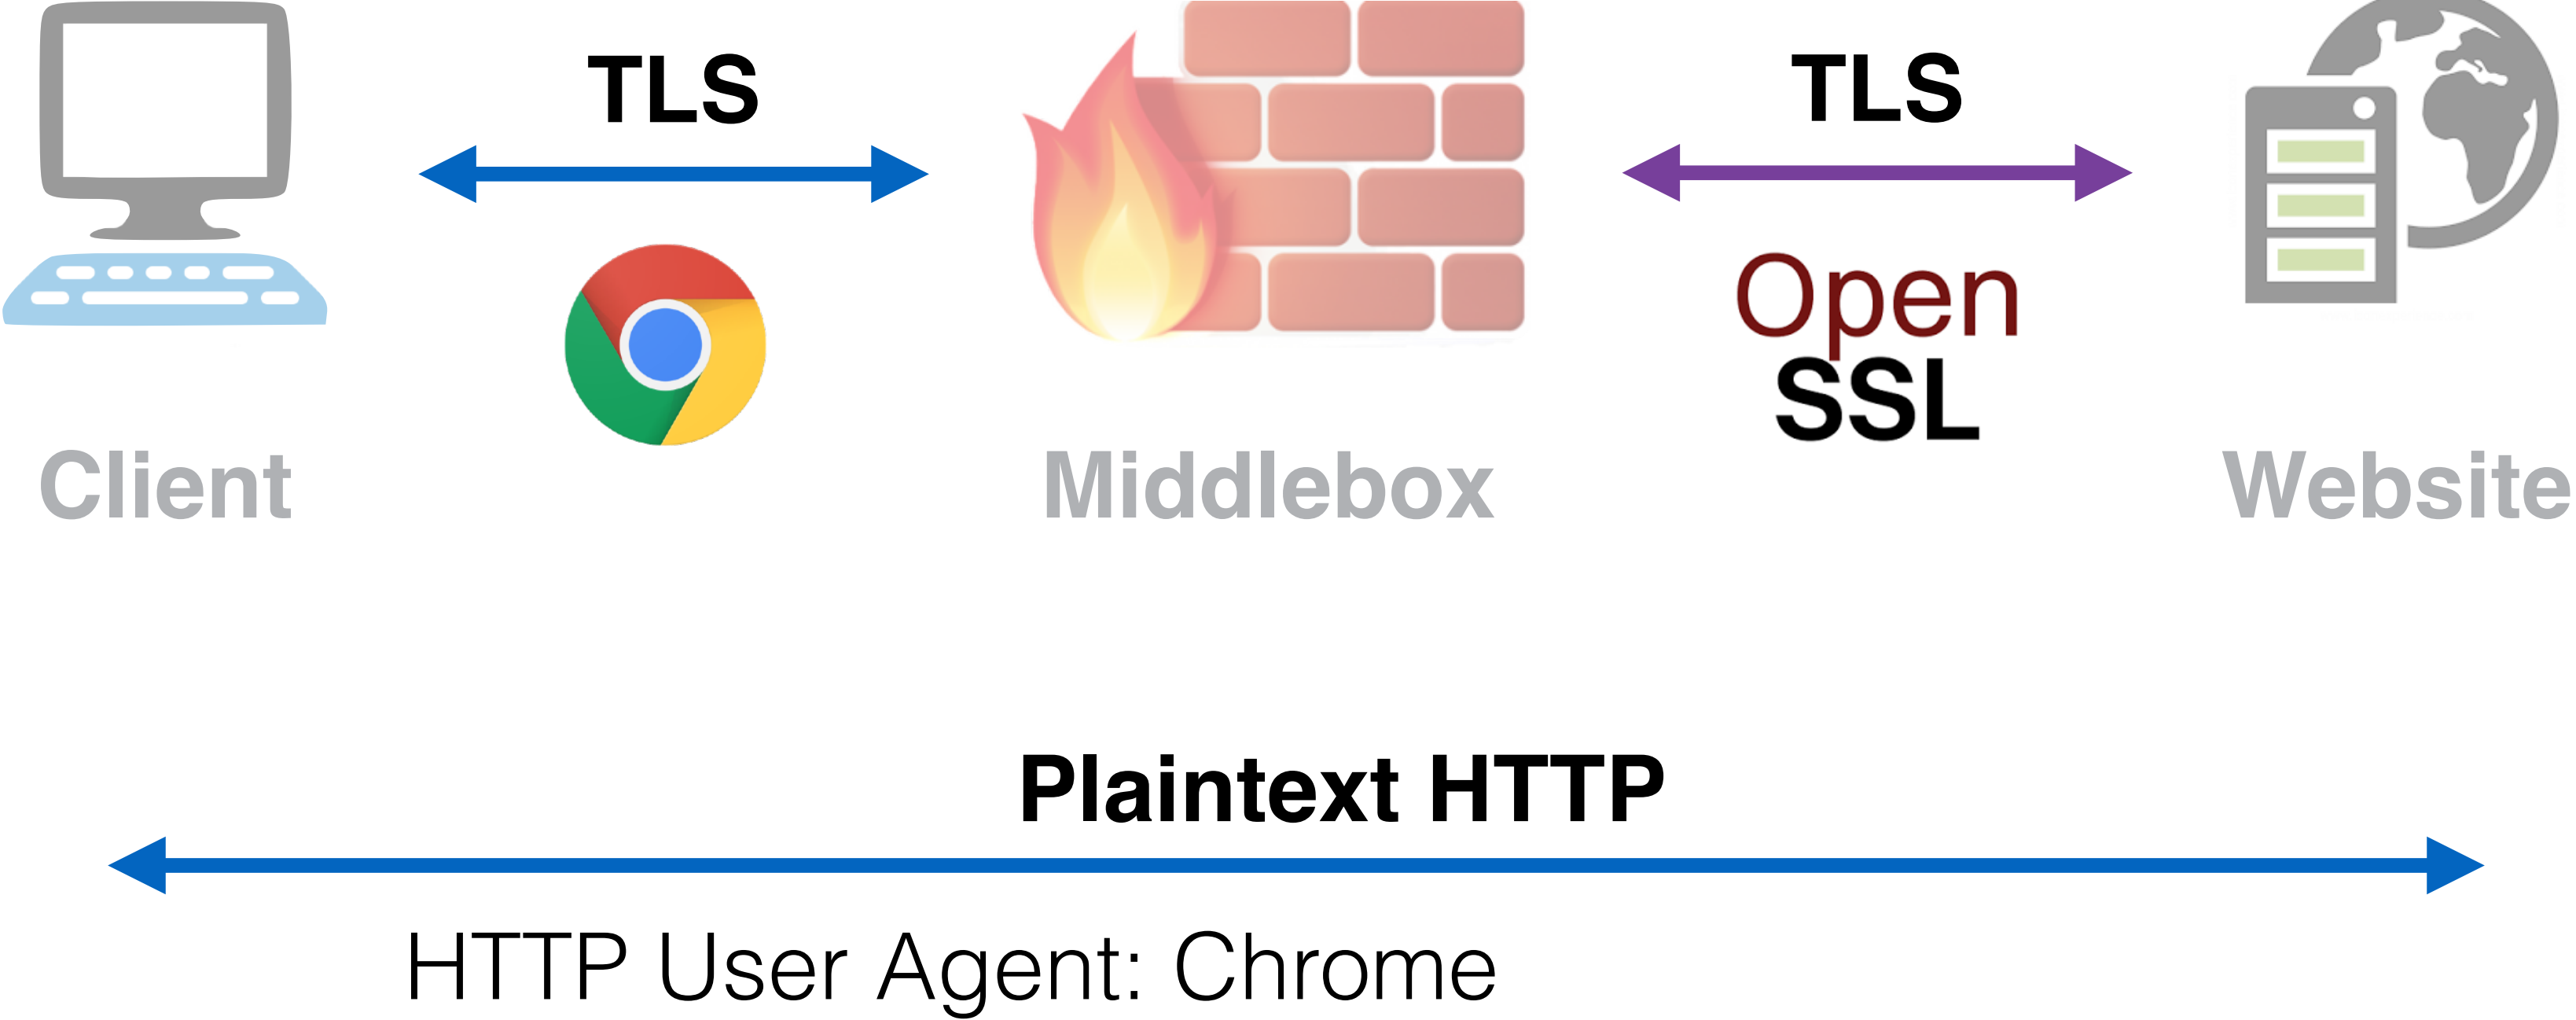 TLS
TLS
Open
SSL
Client
Middlebox
Website
Plaintext HTTP
HTTP User Agent: Chrome